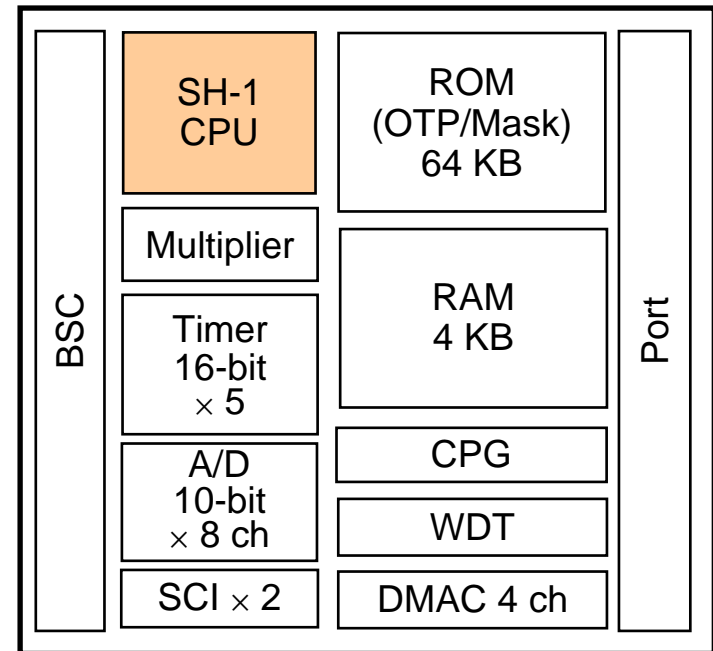 BSC
SH-1
CPU
Multiplier
Timer
16-bit
× 5
A/D
10-bit
× 8 ch
SCI × 2
ROM
(OTP/Mask)
64 KB
RAM
4 KB
CPG
WDT
DMAC 4 ch
Port